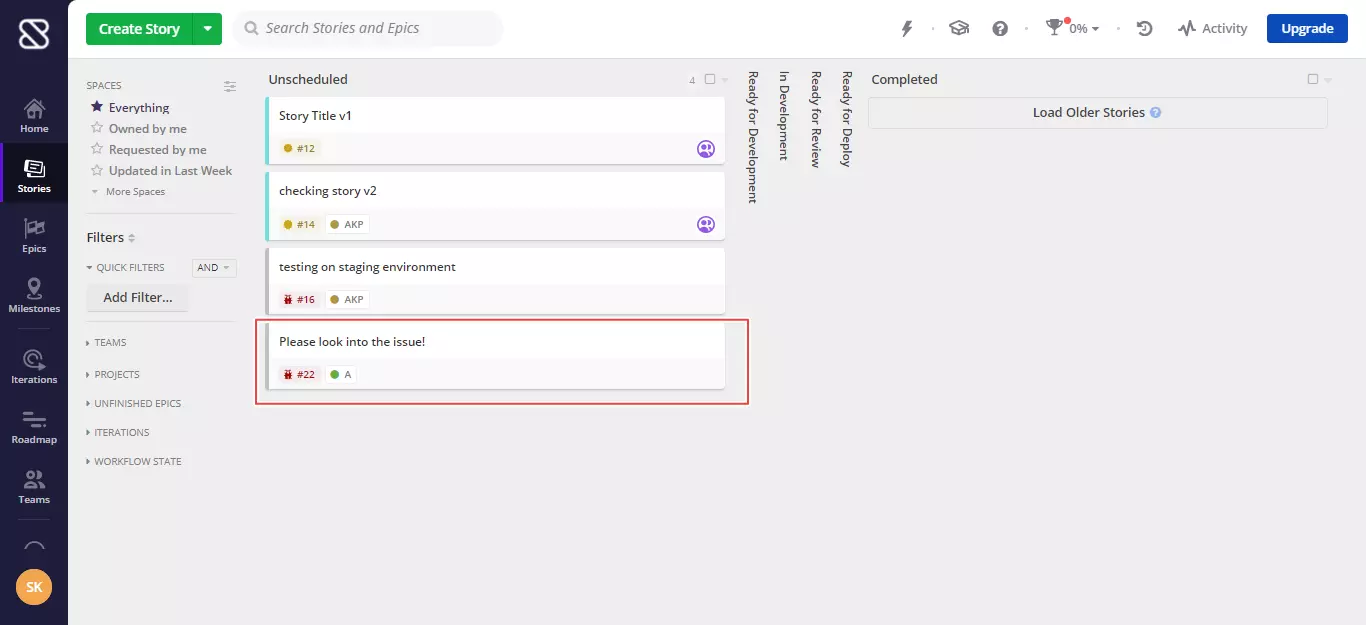 Create Story
Search Stories and Epics
0%
Activity
Upgrade
Home
Stories
Epics
Milestones
Iterations
Roadmap
Teams
SK
SPACES
Everything
Owned by me
Requested by me
Updated in Last Week
More Spaces
Filters
QUICK FILTERS
AND
Add Filter...
TEAMS
PROJECTS
UNFINISHED EPICS
ITERATIONS
WORKFLOW STATE
Unscheduled
4
Story Title v1
#12
checking story v2
#14 AKP
testing on staging environment
#16 AKP
Please look into the issue!
#22 A
Ready for Development
In Development
Ready for Review
Ready for Deploy
Completed
Load Older Stories